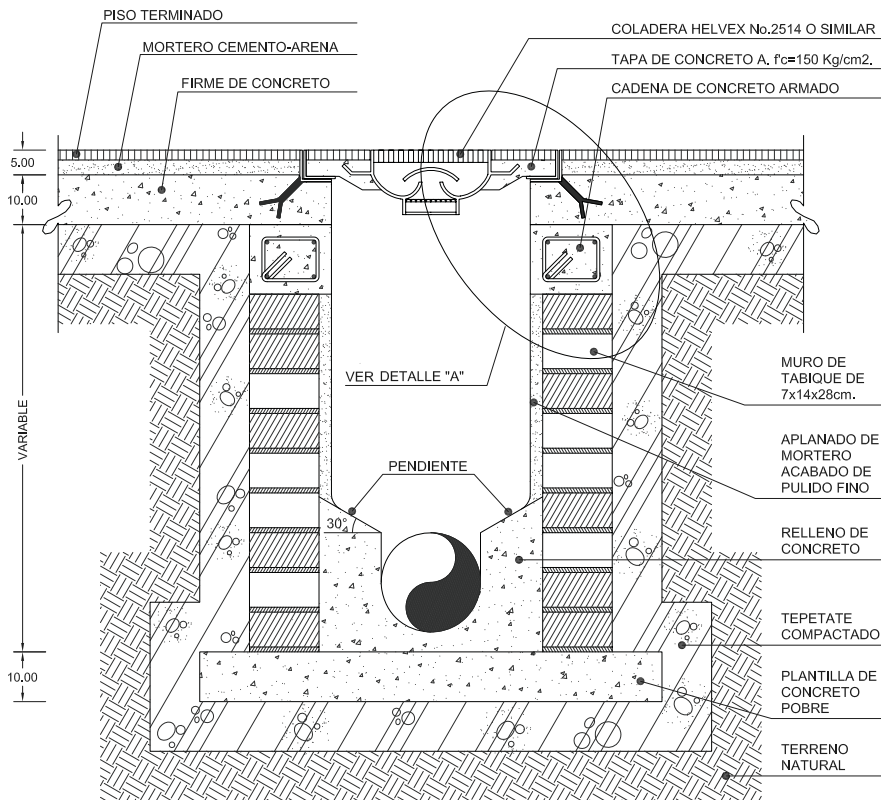 PISO TERMINADO
MORTERO CEMENTO-ARENA
FIRME DE CONCRETO
COLADERA HELVEX No.2514 O SIMILAR
TAPA DE CONCRETO A. f'c=150 Kg/cm2.
CADENA DE CONCRETO ARMADO
5.00
10.00
VARIABLE
10.00
VER DETALLE "A"
PENDIENTE
30°
MURO DE
TABIQUE DE
7x14x28cm.
APLANADO DE
MORTERO
ACABADO DE
PULIDO FINO
RELLENO DE
CONCRETO
TEPETATE
COMPACTADO
PLANTILLA DE
CONCRETO
POBRE
TERRENO
NATURAL